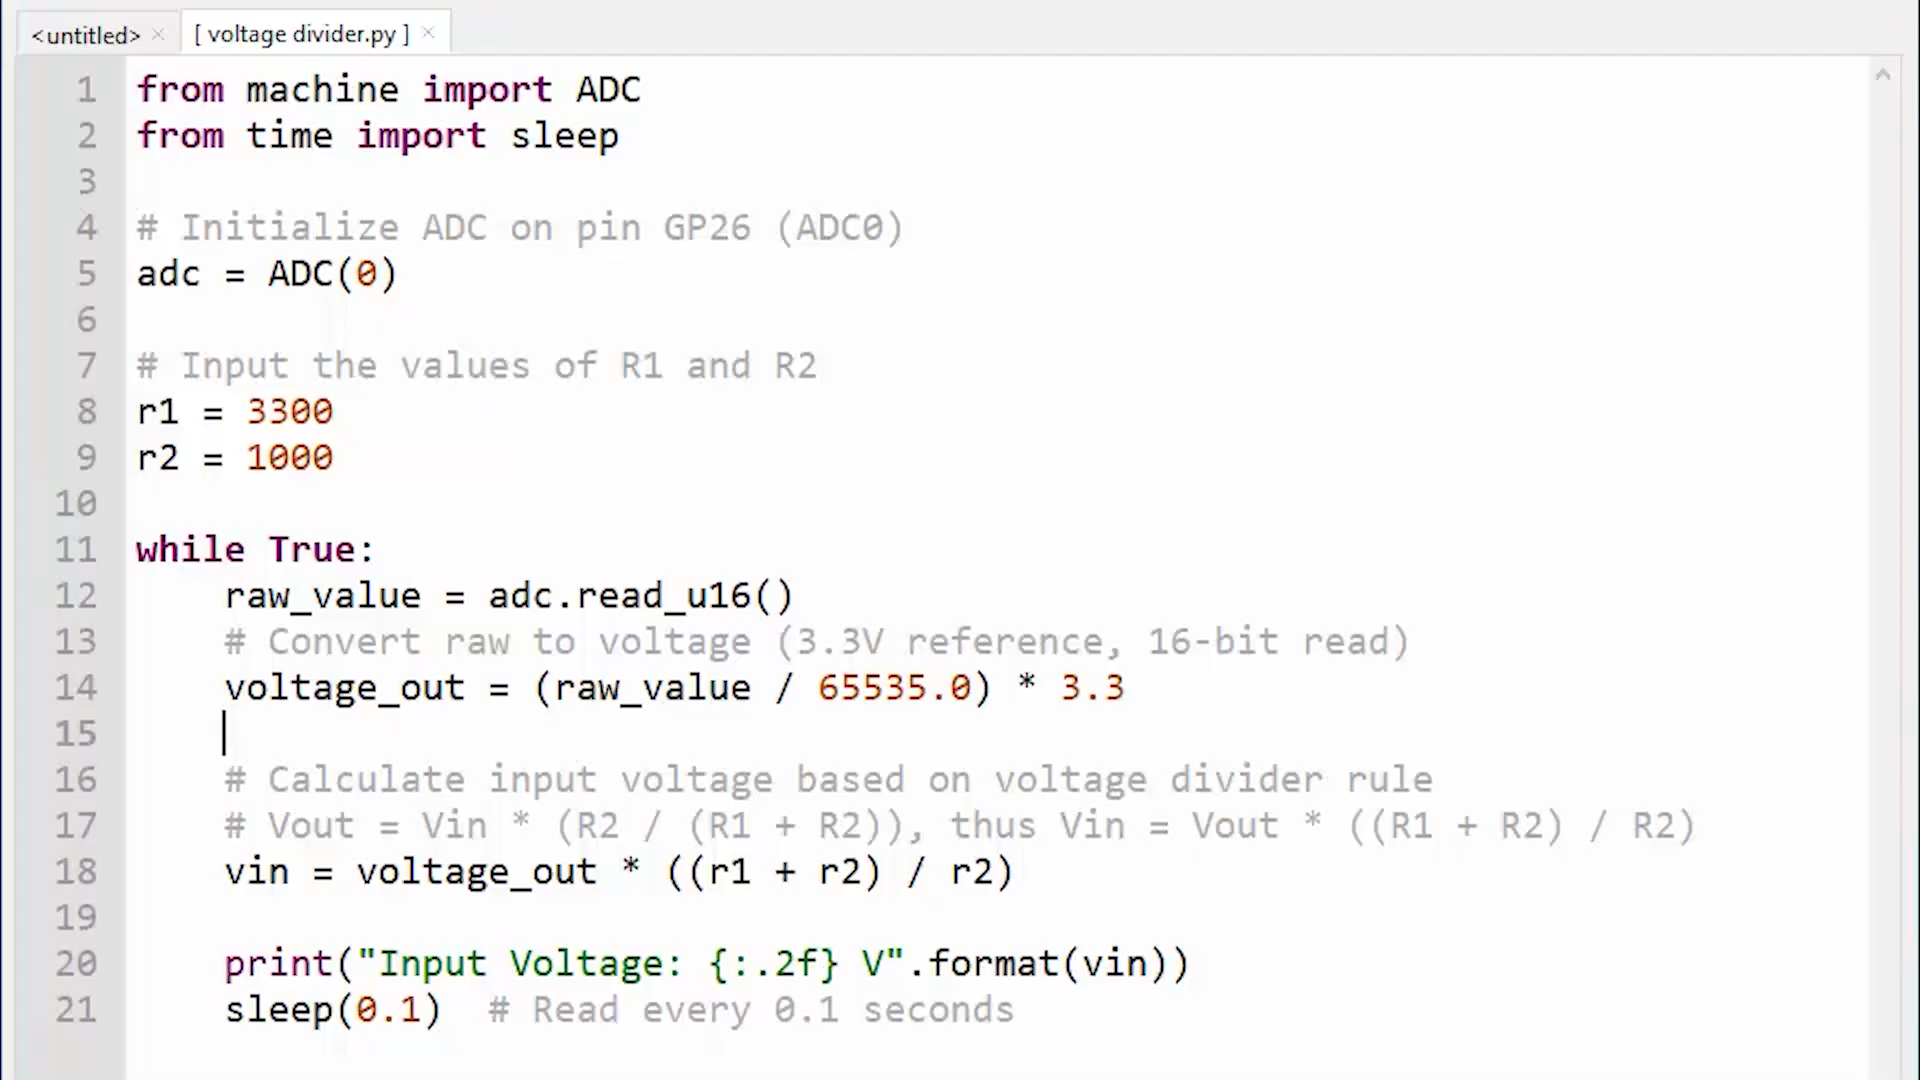 <untitled> × [ voltage divider.py ] ×
1 from machine import ADC
2 from time import sleep
3
4 # Initialize ADC on pin GP26 (ADC0)
5 adc = ADC(0)
6
7 # Input the values of R1 and R2
8 r1 = 3300
9 r2 = 1000
10
11 while True:
12     raw_value = adc.read_u16()
13     # Convert raw to voltage (3.3V reference, 16-bit read)
14     voltage_out = (raw_value / 65535.0) * 3.3
15
16     # Calculate input voltage based on voltage divider rule
17     # Vout = Vin * (R2 / (R1 + R2)), thus Vin = Vout * ((R1 + R2) / R2)
18     vin = voltage_out * ((r1 + r2) / r2)
19
20     print("Input Voltage: {:.2f} V".format(vin))
21     sleep(0.1)  # Read every 0.1 seconds